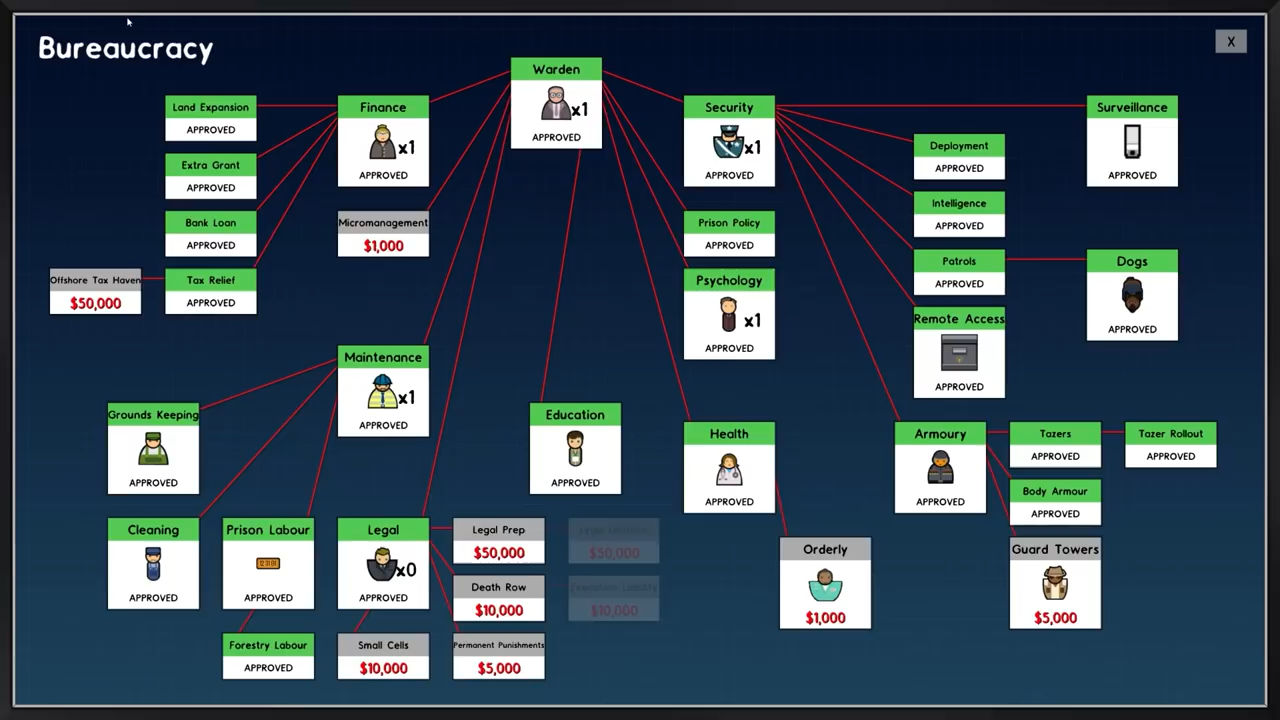 Bureaucracy
X
Warden
x1
APPROVED
Land Expansion
APPROVED
Finance
x1
APPROVED
Security
x1
APPROVED
Surveillance
APPROVED
Extra Grant
APPROVED
Deployment
APPROVED
Bank Loan
APPROVED
Micromanagement
$1,000
Prison Policy
APPROVED
Intelligence
APPROVED
Offshore Tax Haven
$50,000
Tax Relief
APPROVED
Psychology
x1
APPROVED
Patrols
APPROVED
Dogs
APPROVED
Remote Access
APPROVED
Maintenance
x1
APPROVED
Grounds Keeping
APPROVED
Education
APPROVED
Health
APPROVED
Armoury
APPROVED
Tazers
APPROVED
Tazer Rollout
APPROVED
Body Armour
APPROVED
Cleaning
APPROVED
Prison Labour
APPROVED
Legal
x0
APPROVED
Legal Prep
$50,000
$50,000
Death Row
$10,000
$10,000
Orderly
$1,000
Guard Towers
$5,000
Forestry Labour
APPROVED
Small Cells
$10,000
Permanent Punishments
$5,000